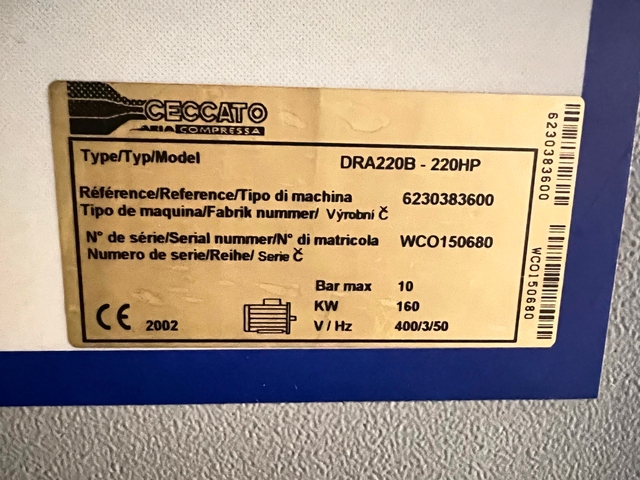 CECCATO
ARIA COMPRESSA
Type/Typ/Model DRA220B - 220HP
Référence/Reference/Tipo di machina 6230383600
Tipo de maquina/Fabrik nummer/ Výrobní Č
N° de série/Serial nummer/N° di matricola WCO150680
Numero de serie/Reihe/ Serie Č
Bar max 10
KW 160
CE 2002 V / Hz 400/3/50
6230383600
WCO150680